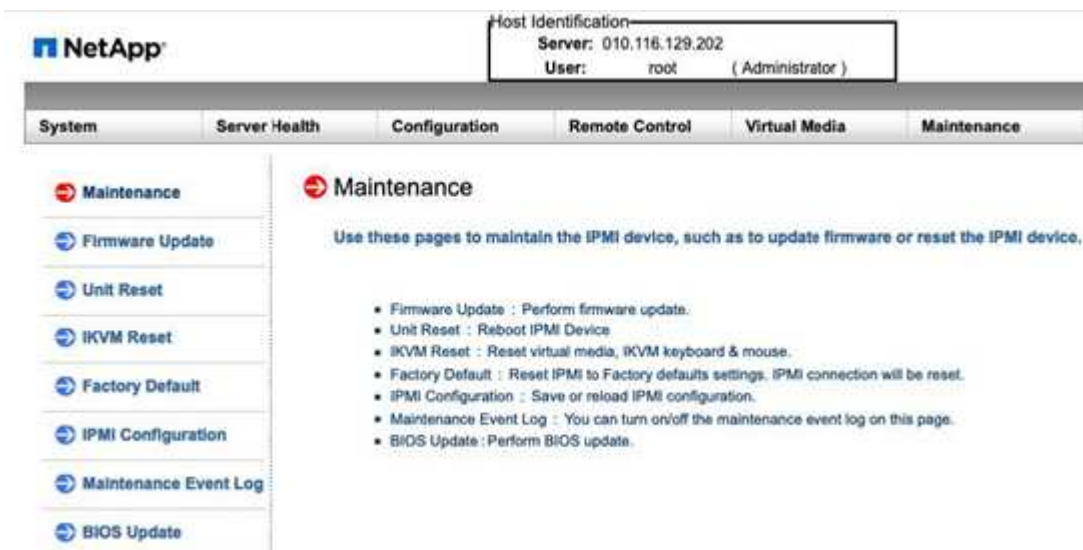 Host Identification
NetApp
Server: 010.116.129.202
User: root ( Administrator )
System Server Health Configuration Remote Control Virtual Media Maintenance
Maintenance
Firmware Update
Unit Reset
IKVM Reset
Factory Default
IPMI Configuration
Maintenance Event Log
BIOS Update
Maintenance
Use these pages to maintain the IPMI device, such as to update firmware or reset the IPMI device.
• Firmware Update : Perform firmware update.
• Unit Reset : Reboot IPMI Device
• IKVM Reset : Reset virtual media, IKVM keyboard & mouse.
• Factory Default : Reset IPMI to Factory defaults settings. IPMI connection will be reset.
• IPMI Configuration : Save or reload IPMI configuration.
• Maintenance Event Log : You can turn on/off the maintenance event log on this page.
• BIOS Update : Perform BIOS update.